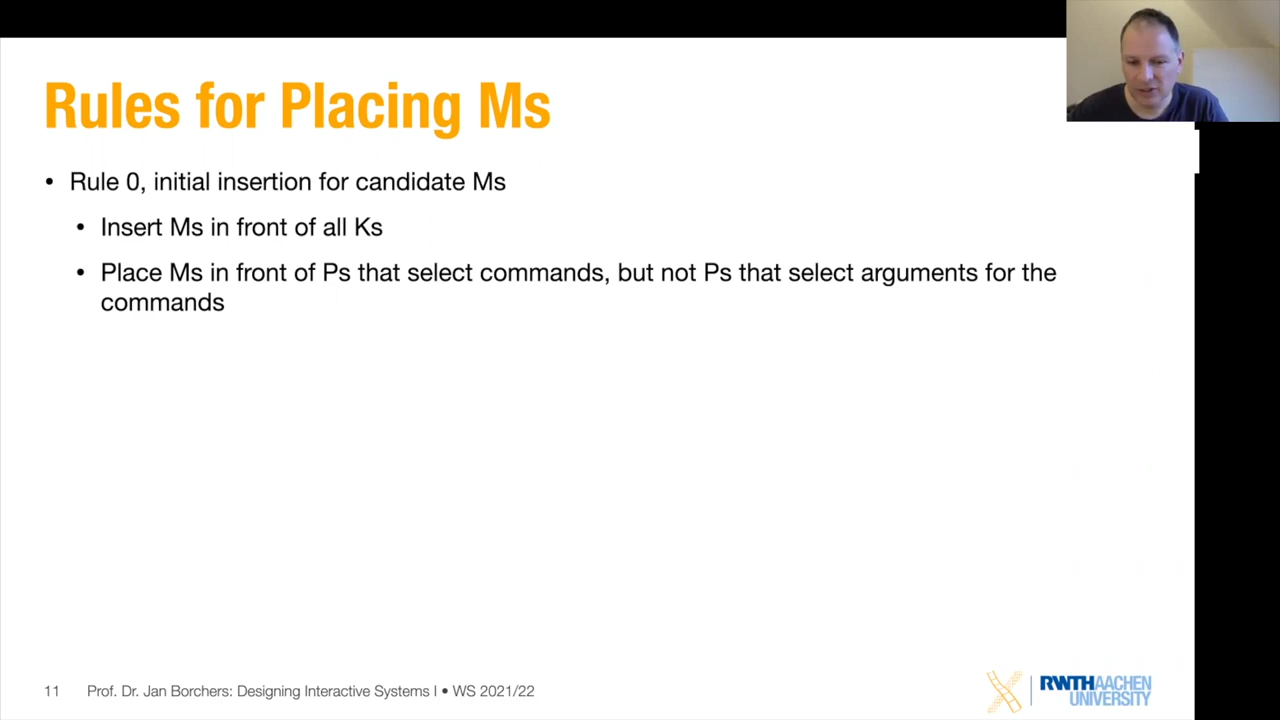 Rules for Placing Ms
• Rule 0, initial insertion for candidate Ms
• Insert Ms in front of all Ks
• Place Ms in front of Ps that select commands, but not Ps that select arguments for the
commands
11 Prof. Dr. Jan Borchers: Designing Interactive Systems I • WS 2021/22
RWTHAACHEN
UNIVERSITY